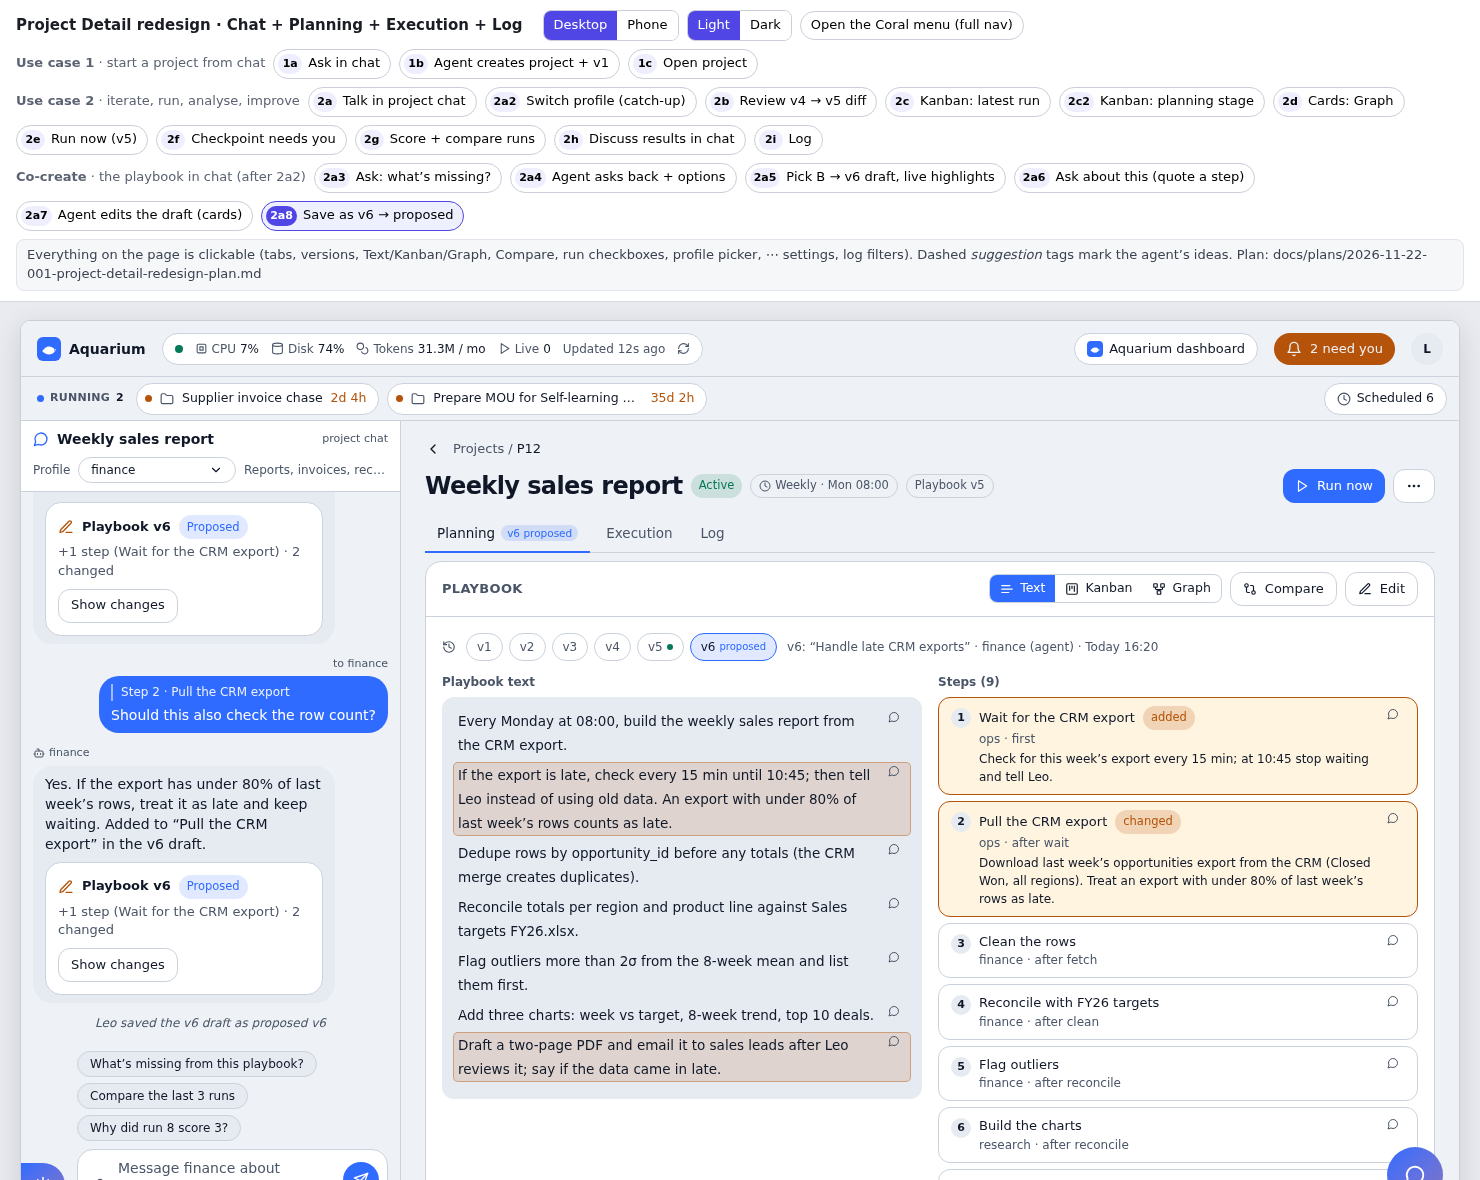 Project Detail redesign · Chat + Planning + Execution + Log
Desktop Phone Light Dark Open the Coral menu (full nav)
Use case 1 · start a project from chat 1a Ask in chat 1b Agent creates project + v1 1c Open project
Use case 2 · iterate, run, analyse, improve 2a Talk in project chat 2a2 Switch profile (catch-up) 2b Review v4 → v5 diff 2c Kanban: latest run 2c2 Kanban: planning stage 2d Cards: Graph
2e Run now (v5) 2f Checkpoint needs you 2g Score + compare runs 2h Discuss results in chat 2i Log
Co-create · the playbook in chat (after 2a2) 2a3 Ask: what’s missing? 2a4 Agent asks back + options 2a5 Pick B → v6 draft, live highlights 2a6 Ask about this (quote a step)
2a7 Agent edits the draft (cards) 2a8 Save as v6 → proposed
Everything on the page is clickable (tabs, versions, Text/Kanban/Graph, Compare, run checkboxes, profile picker, ··· settings, log filters). Dashed suggestion tags mark the agent’s ideas. Plan: docs/plans/2026-11-22-
001-project-detail-redesign-plan.md
Aquarium CPU 7% Disk 74% Tokens 31.3M / mo Live 0 Updated 12s ago Aquarium dashboard 2 need you L
RUNNING 2 Supplier invoice chase 2d 4h Prepare MOU for Self-learning … 35d 2h Scheduled 6
Weekly sales report project chat
Profile finance Reports, invoices, rec…
Playbook v6 Proposed
+1 step (Wait for the CRM export) · 2
changed
Show changes
to finance
Step 2 · Pull the CRM export
Should this also check the row count?
finance
Yes. If the export has under 80% of last
week’s rows, treat it as late and keep
waiting. Added to “Pull the CRM
export” in the v6 draft.
Playbook v6 Proposed
+1 step (Wait for the CRM export) · 2
changed
Show changes
Leo saved the v6 draft as proposed v6
What’s missing from this playbook?
Compare the last 3 runs
Why did run 8 score 3?
Message finance about
Projects / P12
Weekly sales report Active Weekly · Mon 08:00 Playbook v5 Run now ···
Planning v6 proposed Execution Log
PLAYBOOK Text Kanban Graph Compare Edit
v1 v2 v3 v4 v5 v6 proposed v6: “Handle late CRM exports” · finance (agent) · Today 16:20
Playbook text
Every Monday at 08:00, build the weekly sales report from
the CRM export.
If the export is late, check every 15 min until 10:45; then tell
Leo instead of using old data. An export with under 80% of
last week’s rows counts as late.
Dedupe rows by opportunity_id before any totals (the CRM
merge creates duplicates).
Reconcile totals per region and product line against Sales
targets FY26.xlsx.
Flag outliers more than 2σ from the 8-week mean and list
them first.
Add three charts: week vs target, 8-week trend, top 10 deals.
Draft a two-page PDF and email it to sales leads after Leo
reviews it; say if the data came in late.
Steps (9)
1 Wait for the CRM export added
ops · first
Check for this week’s export every 15 min; at 10:45 stop waiting
and tell Leo.
2 Pull the CRM export changed
ops · after wait
Download last week’s opportunities export from the CRM (Closed
Won, all regions). Treat an export with under 80% of last week’s
rows as late.
3 Clean the rows
finance · after fetch
4 Reconcile with FY26 targets
finance · after clean
5 Flag outliers
finance · after reconcile
6 Build the charts
research · after reconcile